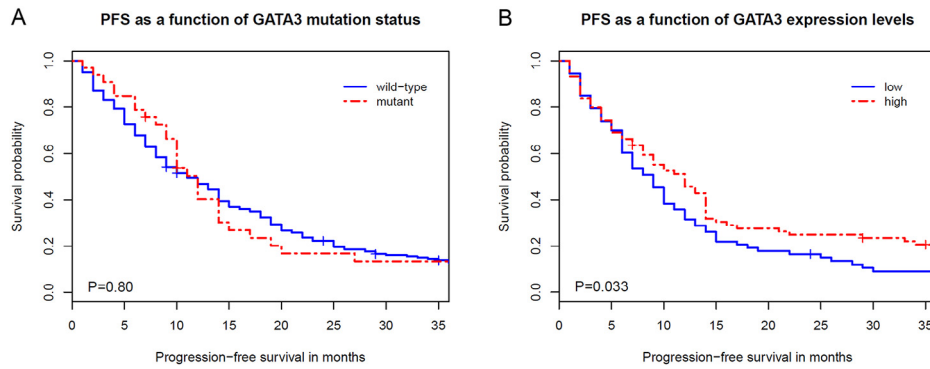 A
PFS as a function of GATA3 mutation status
Survival probability
1.0
0.8
0.6
0.4
0.2
0.0
wild−type
mutant
P=0.80
0 5 10 15 20 25 30 35
Progression−free survival in months
B
PFS as a function of GATA3 expression levels
Survival probability
1.0
0.8
0.6
0.4
0.2
0.0
low
high
P=0.033
0 5 10 15 20 25 30 35
Progression−free survival in months